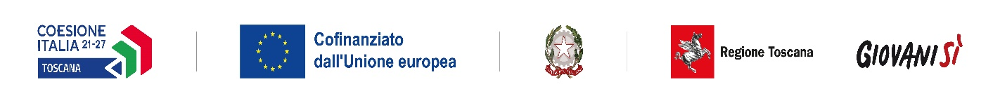 COESIONE
ITALIA 21-27
TOSCANA
Cofinanziato
dall'Unione europea
Regione Toscana
GIOVANISÌ